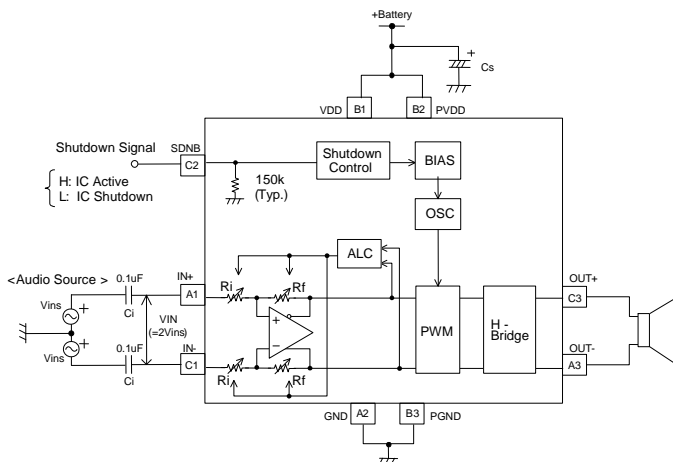 +Battery
+
Cs
VDD
B1
B2
PVDD
Shutdown Signal
SDNB
C2
H: IC Active
L: IC Shutdown
150k
(Typ.)
Shutdown
Control
BIAS
OSC
ALC
<Audio Source >
0.1uF
IN+
A1
Ri
Rf
OUT+
C3
Vins
+
Ci
VIN
(=2Vins)
+
−
PWM
H -
Bridge
Vins
+
0.1uF
Ci
IN-
C1
Ri
Rf
OUT-
A3
GND
A2
B3
PGND